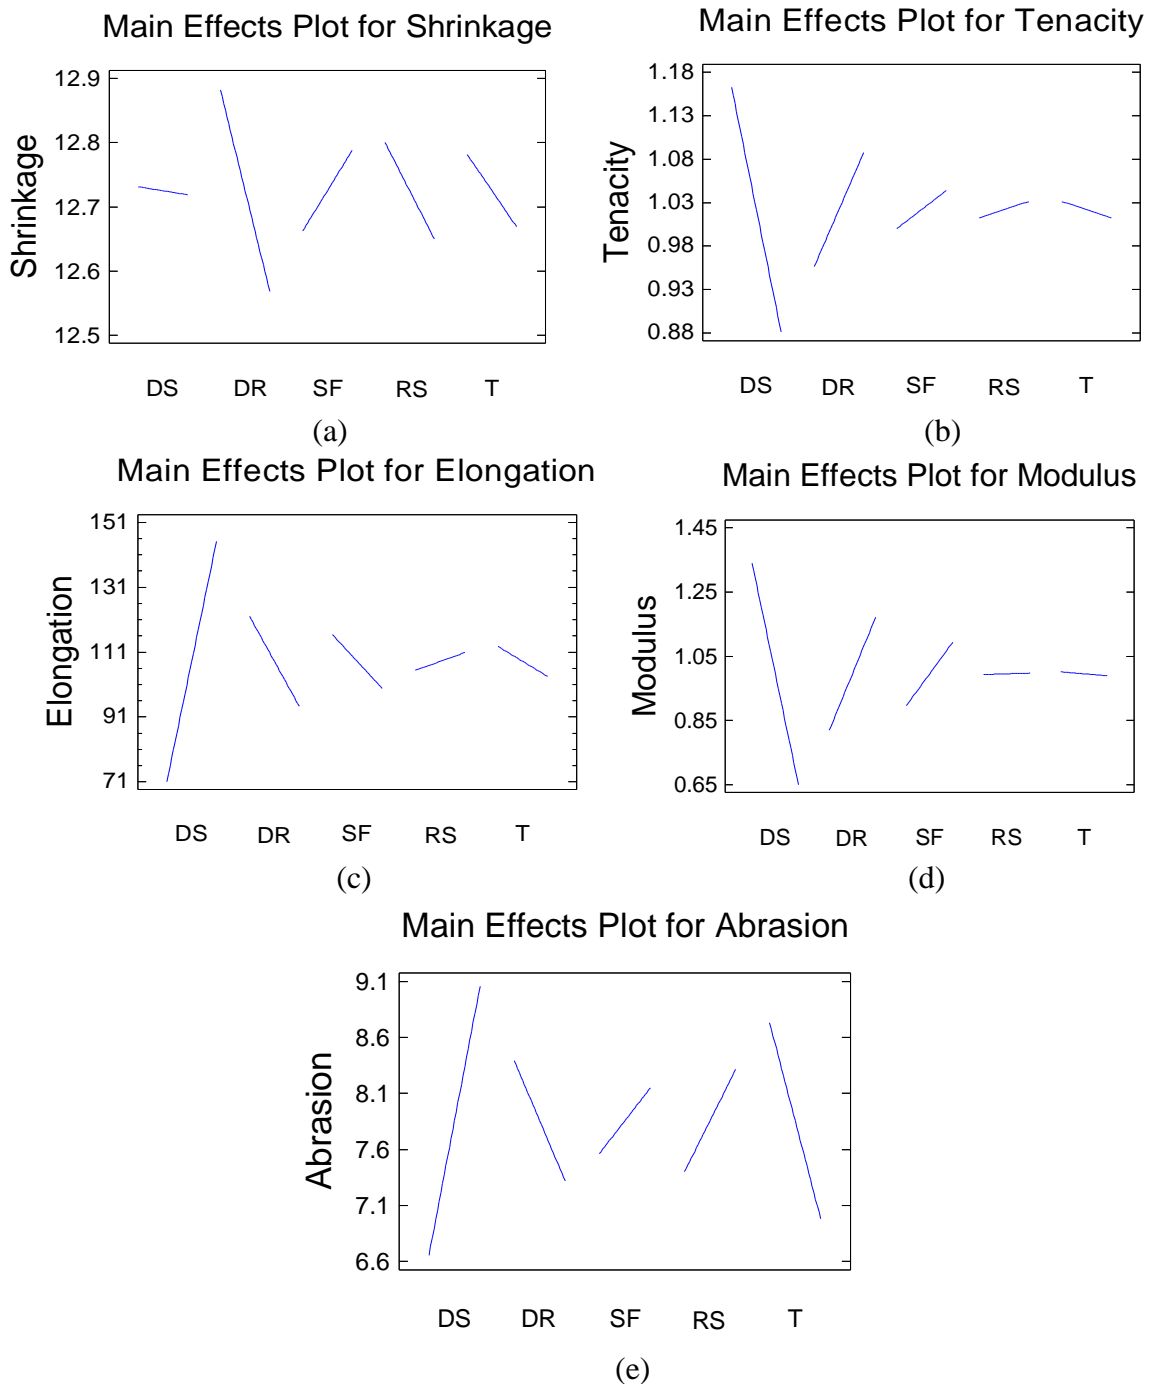 Main Effects Plot for Shrinkage
Shrinkage
12.9
12.8
12.7
12.6
12.5
DS DR SF RS T
(a)
Main Effects Plot for Tenacity
Tenacity
1.18
1.13
1.08
1.03
0.98
0.93
0.88
DS DR SF RS T
(b)
Main Effects Plot for Elongation
Elongation
151
131
111
91
71
DS DR SF RS T
(c)
Main Effects Plot for Modulus
Modulus
1.45
1.25
1.05
0.85
0.65
DS DR SF RS T
(d)
Main Effects Plot for Abrasion
Abrasion
9.1
8.6
8.1
7.6
7.1
6.6
DS DR SF RS T
(e)